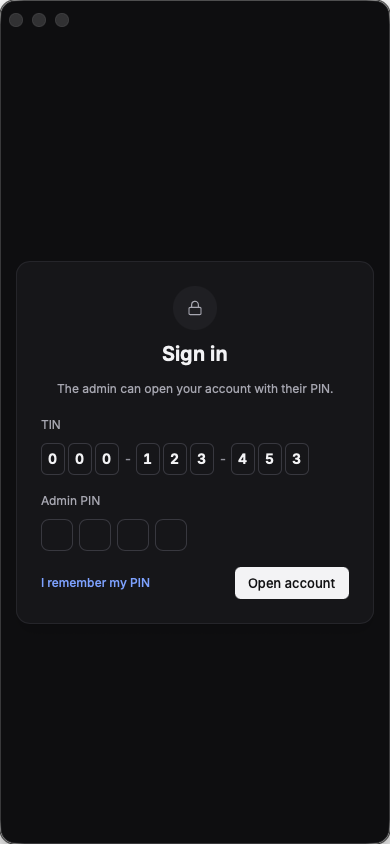 Sign in
The admin can open your account with their PIN.
TIN
0 0 0 - 1 2 3 - 4 5 3
Admin PIN
I remember my PIN
Open account